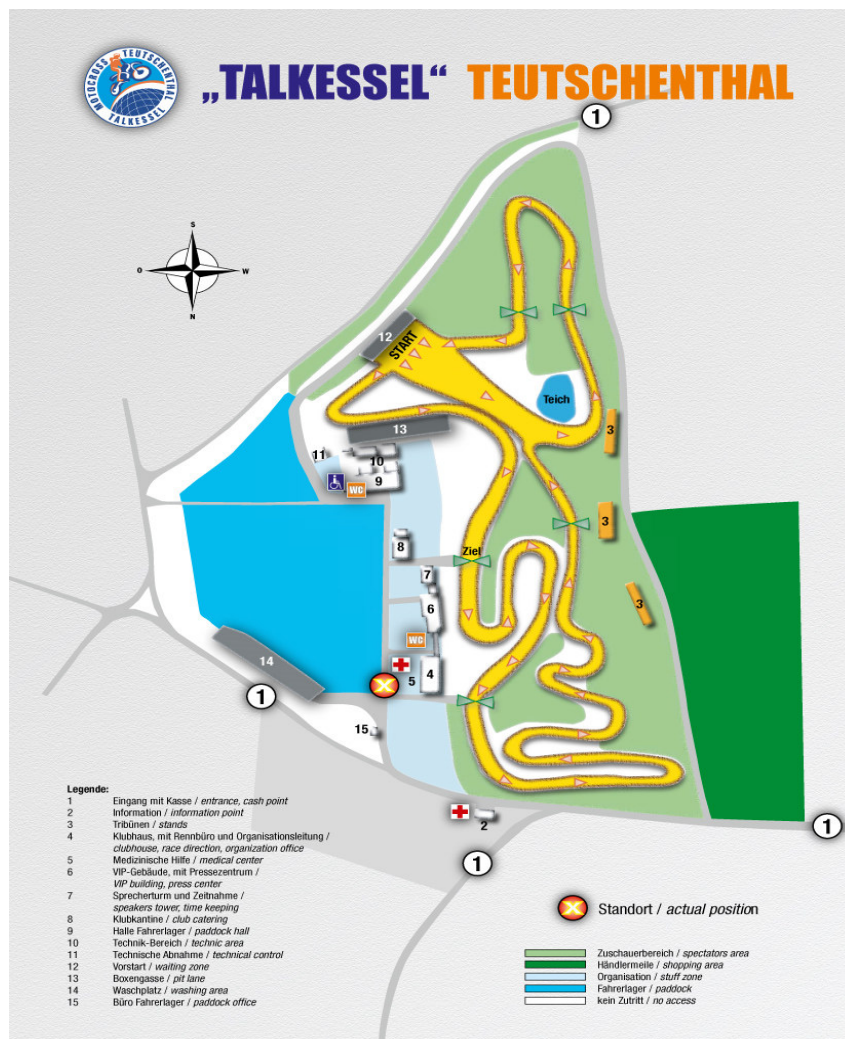 „TALKESSEL“ TEUTSCHENTHAL
MOTOCROSS TEUTSCHENTHAL
TALKESSEL
1
S
O
W
N
12
START
Teich
3
13
11
10
9
WC
3
8
Ziel
7
6
3
WC
14
5
4
1
15
2
1
1
Legende:
1 Eingang mit Kasse / entrance, cash point
2 Information / information point
3 Tribünen / stands
4 Klubhaus, mit Rennbüro und Organisationsleitung /
clubhouse, race direction, organization office
5 Medizinische Hilfe / medical center
6 VIP-Gebäude, mit Pressezentrum /
VIP building, press center
7 Sprecherturm und Zeitnahme /
speakers tower, time keeping
8 Klubkantine / club catering
9 Halle Fahrerlager / paddock hall
10 Technik-Bereich / technic area
11 Technische Abnahme / technical control
12 Vorstart / waiting zone
13 Boxengasse / pit lane
14 Waschplatz / washing area
15 Büro Fahrerlager / paddock office
X Standort / actual position
Zuschauerbereich / spectators area
Händlermeile / shopping area
Organisation / stuff zone
Fahrerlager / paddock
kein Zutritt / no access